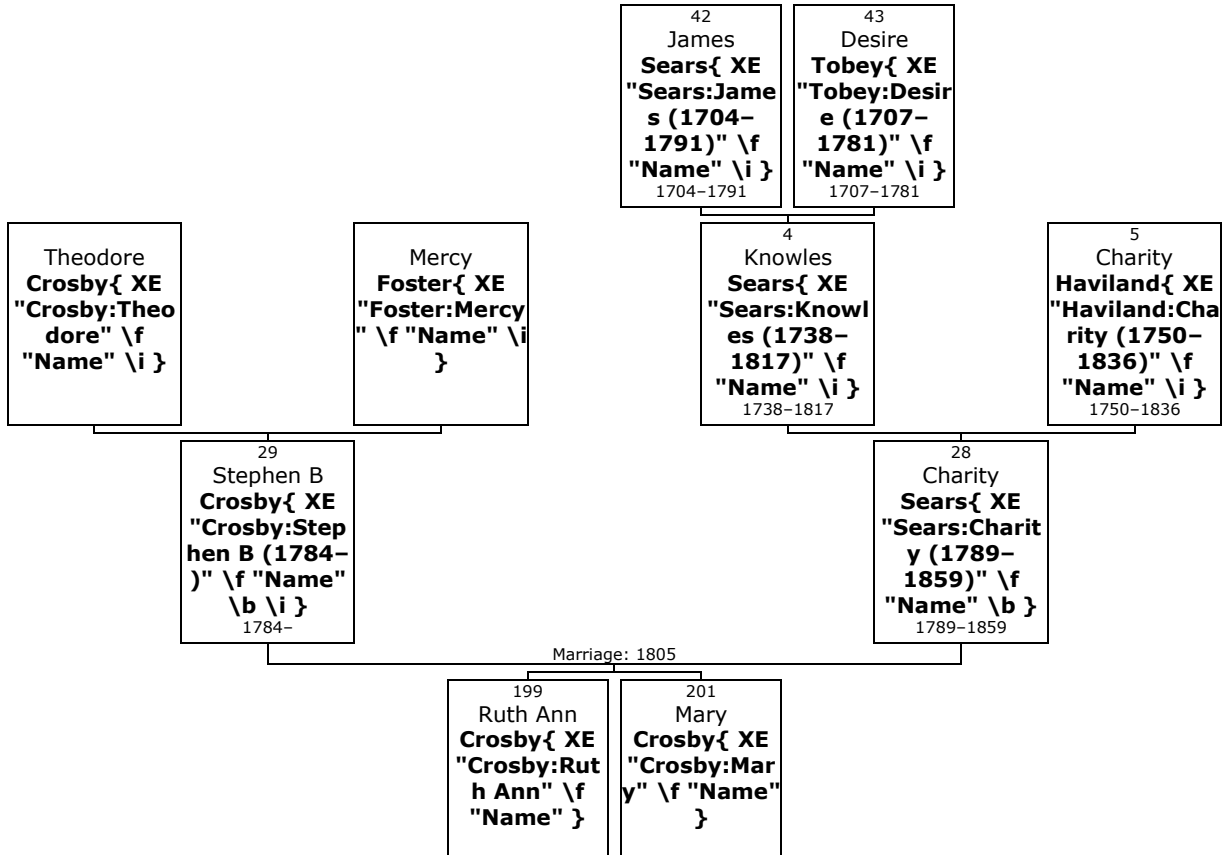 42
James
Sears{ XE
"Sears:Jame
s (1704–
1791)" \f
"Name" \i }
1704–1791
43
Desire
Tobey{ XE
"Tobey:Desir
e (1707–
1781)" \f
"Name" \i }
1707–1781
Theodore
Crosby{ XE
"Crosby:Theo
dore" \f
"Name" \i }
Mercy
Foster{ XE
"Foster:Mercy
" \f "Name" \i
}
4
Knowles
Sears{ XE
"Sears:Knowl
es (1738–
1817)" \f
"Name" \i }
1738–1817
5
Charity
Haviland{ XE
"Haviland:Cha
rity (1750–
1836)" \f
"Name" \i }
1750–1836
29
Stephen B
Crosby{ XE
"Crosby:Step
hen B (1784–
)" \f "Name"
\b \i }
1784–
28
Charity
Sears{ XE
"Sears:Charit
y (1789–
1859)" \f
"Name" \b }
1789–1859
Marriage: 1805
199
Ruth Ann
Crosby{ XE
"Crosby:Rut
h Ann" \f
"Name" }
201
Mary
Crosby{ XE
"Crosby:Mar
y" \f "Name"
}